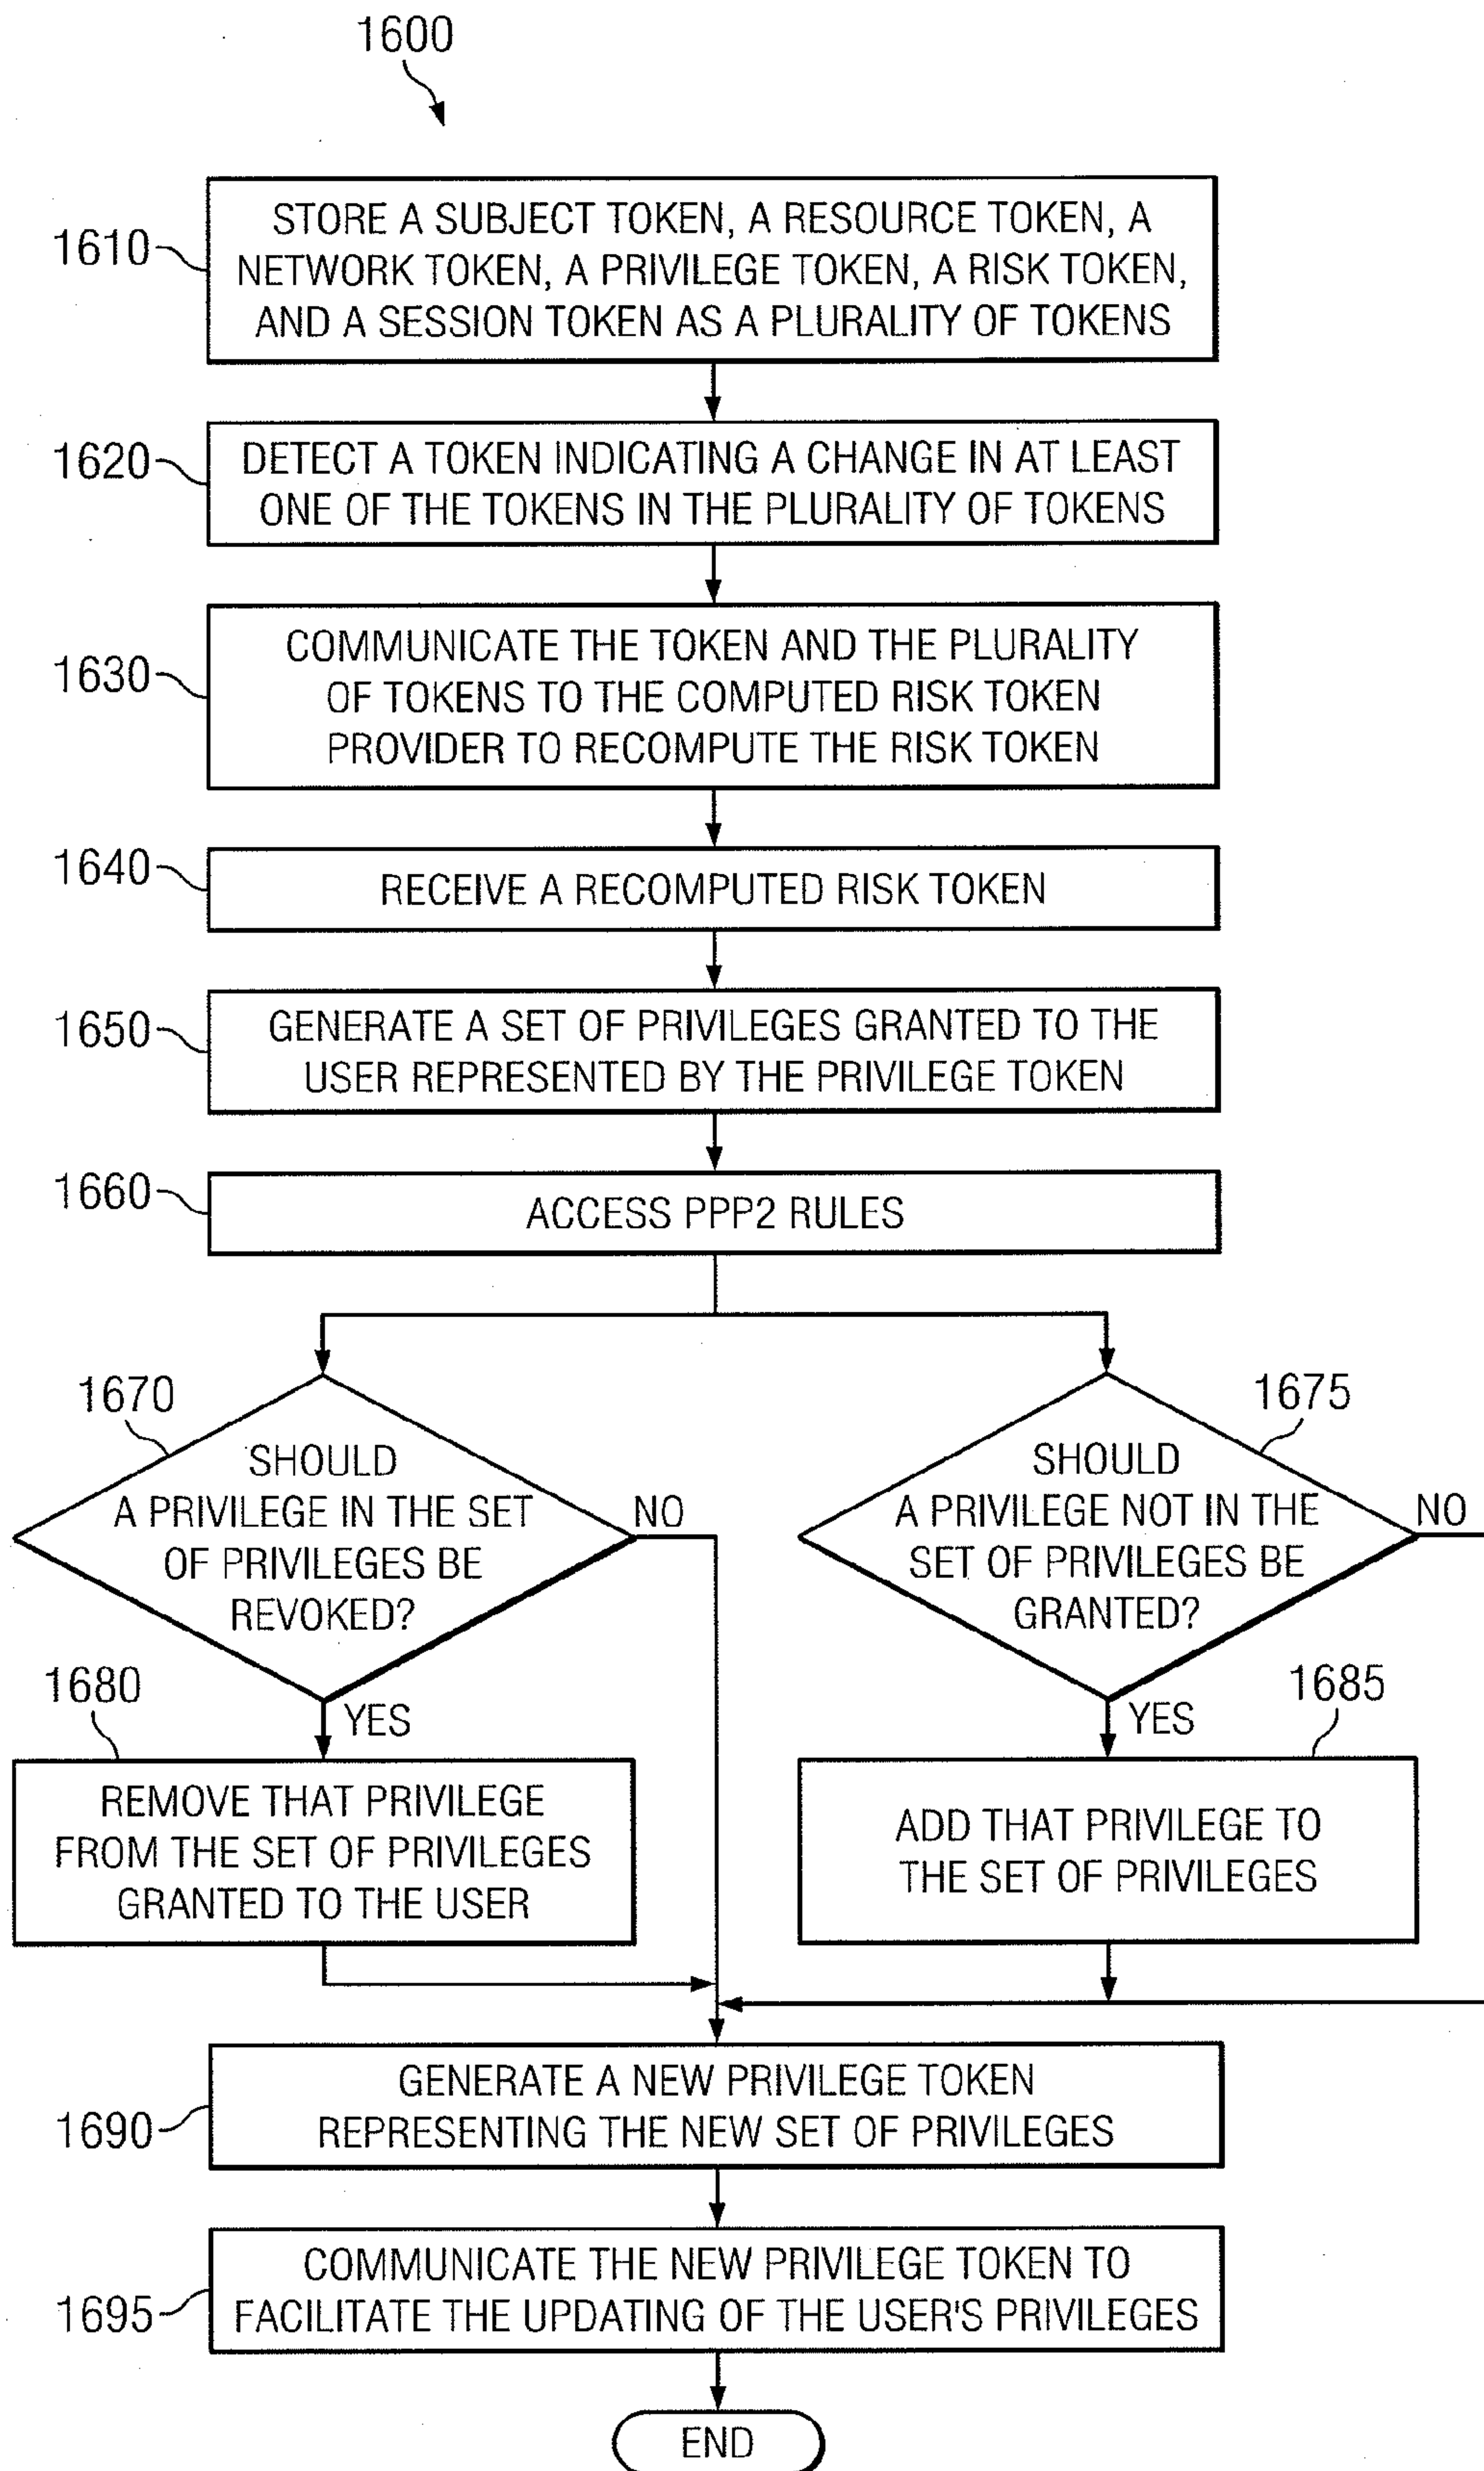 1600
1610
STORE A SUBJECT TOKEN, A RESOURCE TOKEN, A
NETWORK TOKEN, A PRIVILEGE TOKEN, A RISK TOKEN,
AND A SESSION TOKEN AS A PLURALITY OF TOKENS
1620
DETECT A TOKEN INDICATING A CHANGE IN AT LEAST
ONE OF THE TOKENS IN THE PLURALITY OF TOKENS
1630
COMMUNICATE THE TOKEN AND THE PLURALITY
OF TOKENS TO THE COMPUTED RISK TOKEN
PROVIDER TO RECOMPUTE THE RISK TOKEN
1640
RECEIVE A RECOMPUTED RISK TOKEN
1650
GENERATE A SET OF PRIVILEGES GRANTED TO THE
USER REPRESENTED BY THE PRIVILEGE TOKEN
1660
ACCESS PPP2 RULES
1670
SHOULD
A PRIVILEGE IN THE SET
OF PRIVILEGES BE
REVOKED?
NO
YES
1675
SHOULD
A PRIVILEGE NOT IN THE
SET OF PRIVILEGES BE
GRANTED?
NO
YES
1680
REMOVE THAT PRIVILEGE
FROM THE SET OF PRIVILEGES
GRANTED TO THE USER
1685
ADD THAT PRIVILEGE TO
THE SET OF PRIVILEGES
1690
GENERATE A NEW PRIVILEGE TOKEN
REPRESENTING THE NEW SET OF PRIVILEGES
1695
COMMUNICATE THE NEW PRIVILEGE TOKEN TO
FACILITATE THE UPDATING OF THE USER'S PRIVILEGES
END